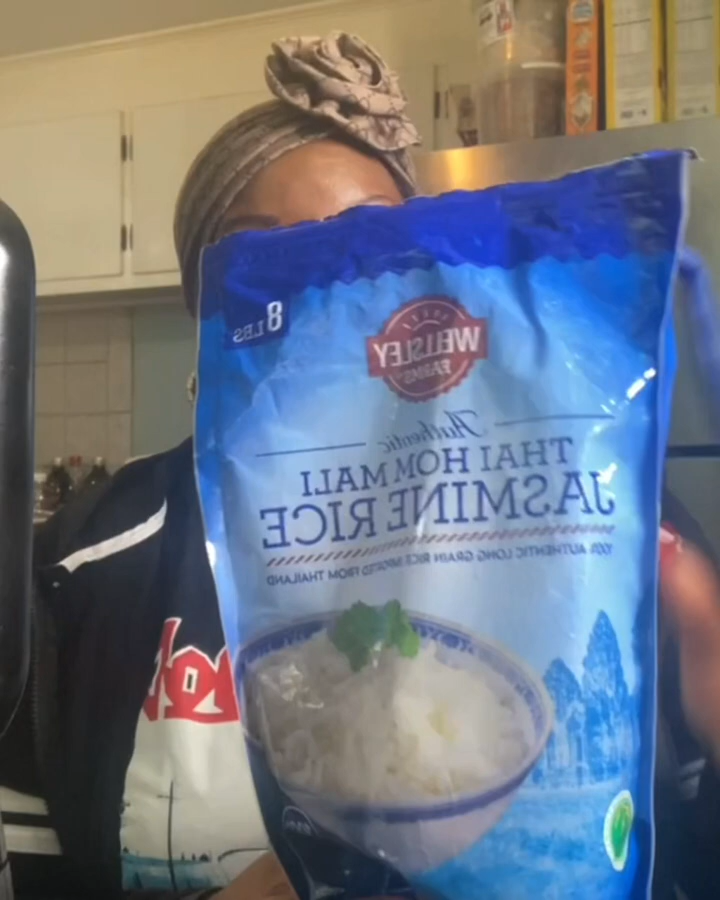 8 LBS
WELLSLEY
FARMS
Authentic
THAI HOM MALI
JASMINE RICE
100% AUTHENTIC LONG GRAIN RICE IMPORTED FROM THAILAND